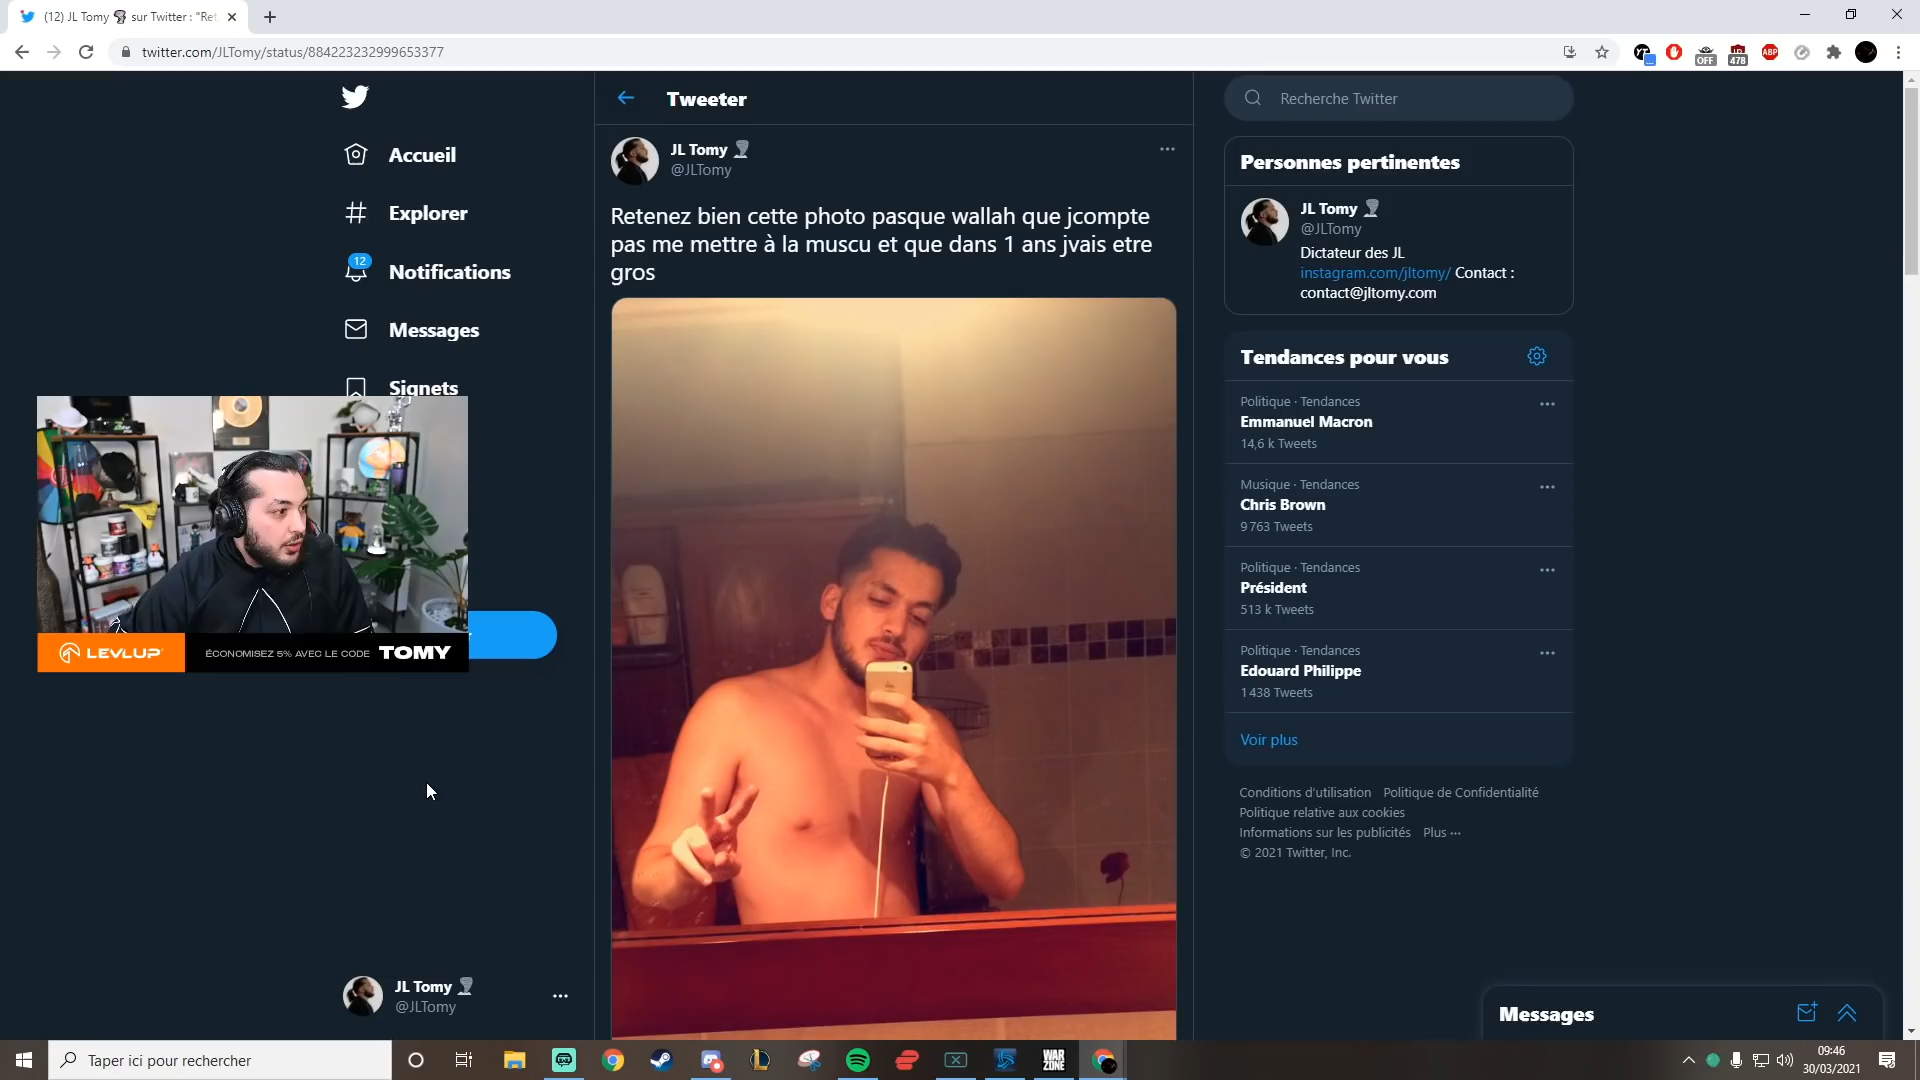 (12) JL Tomy sur Twitter : "Ret
twitter.com/JLTomy/status/884223232999653377
OFF
478
ABP
Accueil
Explorer
12
Notifications
Messages
Signets
LEVLUP
ÉCONOMISEZ 5% AVEC LE CODE TOMY
JL Tomy
@JLTomy
Tweeter
JL Tomy
@JLTomy
Retenez bien cette photo pasque wallah que jcompte
pas me mettre à la muscu et que dans 1 ans jvais etre
gros
Recherche Twitter
Personnes pertinentes
JL Tomy
@JLTomy
Dictateur des JL
instagram.com/jltomy/ Contact :
contact@jltomy.com
Tendances pour vous
Politique · Tendances
Emmanuel Macron
14,6 k Tweets
Musique · Tendances
Chris Brown
9 763 Tweets
Politique · Tendances
Président
513 k Tweets
Politique · Tendances
Edouard Philippe
1 438 Tweets
Voir plus
Conditions d'utilisation Politique de Confidentialité
Politique relative aux cookies
Informations sur les publicités Plus ···
© 2021 Twitter, Inc.
Messages
Taper ici pour rechercher
WAR
ZONE
09:46
30/03/2021